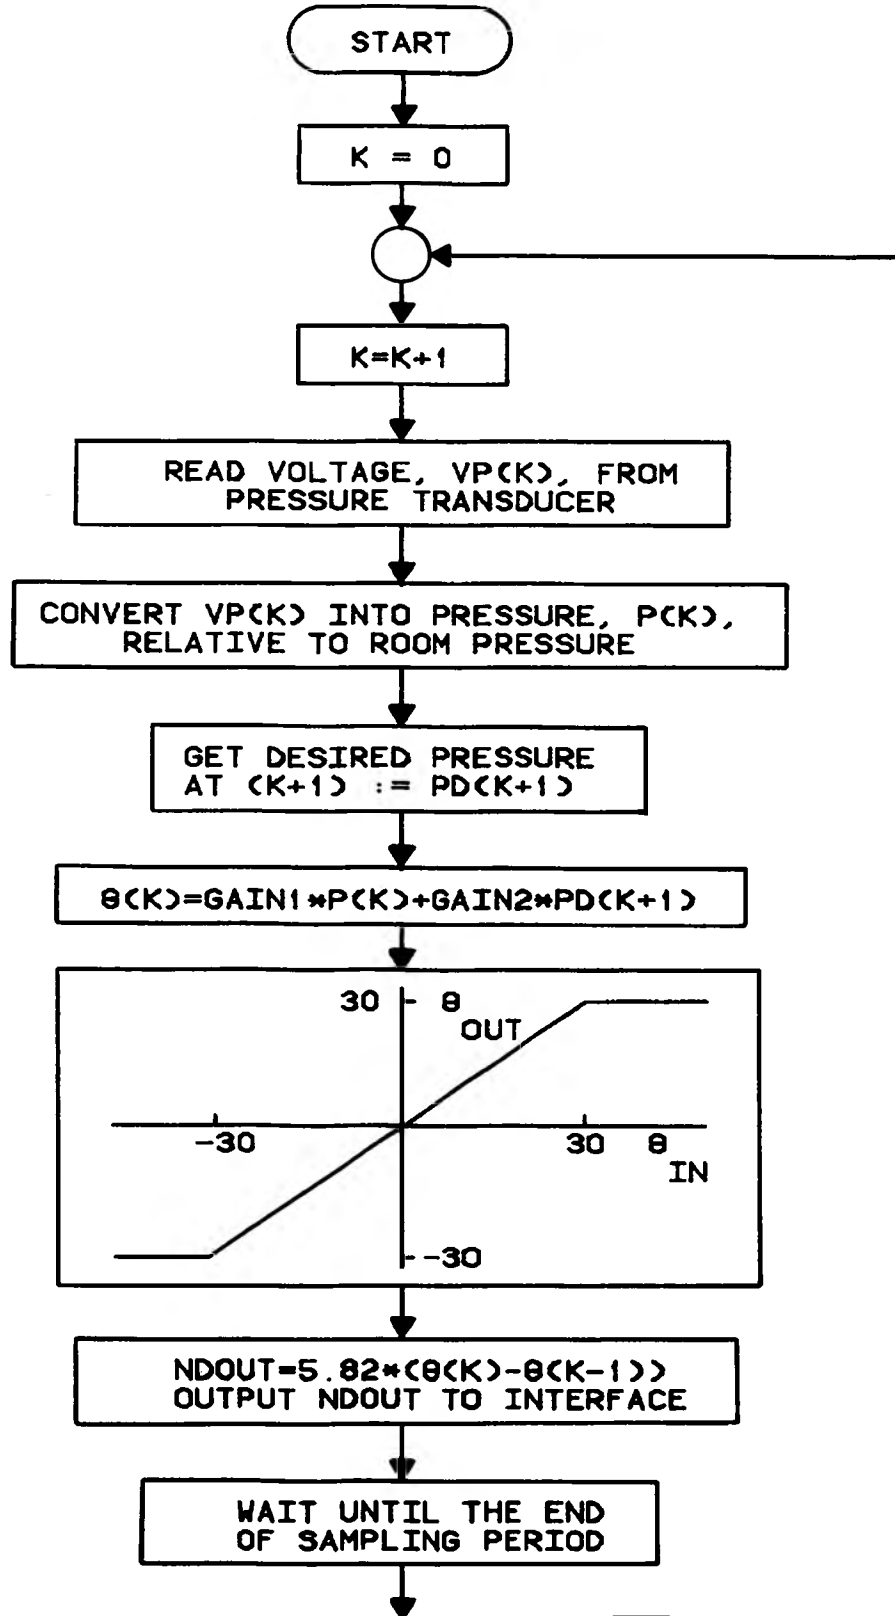 START
K = 0
K=K+1
READ VOLTAGE, VP(K), FROM
PRESSURE TRANSDUCER
CONVERT VP(K) INTO PRESSURE, P(K),
RELATIVE TO ROOM PRESSURE
GET DESIRED PRESSURE
AT (K+1) := PD(K+1)
θ(K)=GAIN1*P(K)+GAIN2*PD(K+1)
30 θ
OUT
-30 30 θ
IN
-30
NDOUT=5.82*(θ(K)-θ(K-1))
OUTPUT NDOUT TO INTERFACE
WAIT UNTIL THE END
OF SAMPLING PERIOD